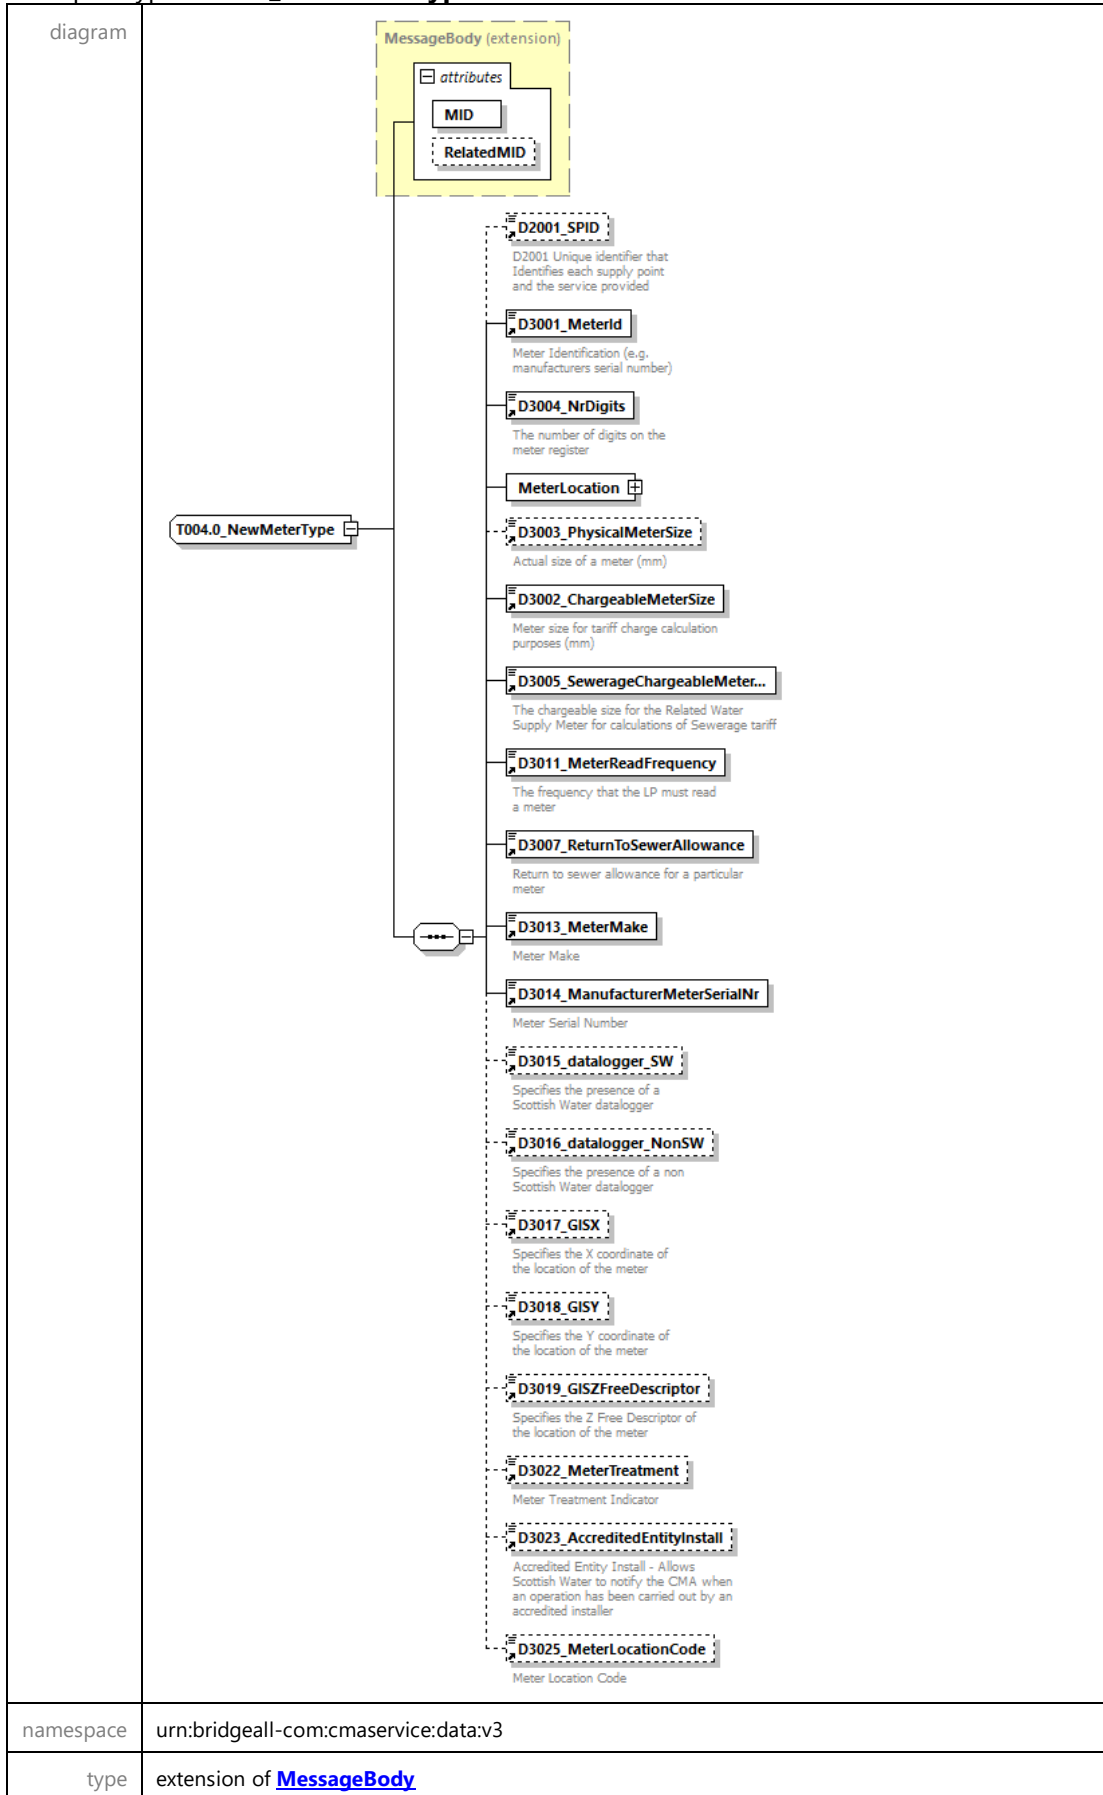 diagram
MessageBody (extension)
attributes
MID
RelatedMID
D2001_SPID
D2001 Unique identifier that
Identifies each supply point
and the service provided
D3001_MeterId
Meter Identification (e.g.
manufacturers serial number)
D3004_NrDigits
The number of digits on the
meter register
MeterLocation
T004.0_NewMeterType
D3003_PhysicalMeterSize
Actual size of a meter (mm)
D3002_ChargeableMeterSize
Meter size for tariff charge calculation
purposes (mm)
D3005_SewerageChargeableMeter...
The chargeable size for the Related Water
Supply Meter for calculations of Sewerage tariff
D3011_MeterReadFrequency
The frequency that the LP must read
a meter
D3007_ReturnToSewerAllowance
Return to sewer allowance for a particular
meter
D3013_MeterMake
Meter Make
D3014_ManufacturerMeterSerialNr
Meter Serial Number
D3015_datalogger_SW
Specifies the presence of a
Scottish Water datalogger
D3016_datalogger_NonSW
Specifies the presence of a non
Scottish Water datalogger
D3017_GISX
Specifies the X coordinate of
the location of the meter
D3018_GISY
Specifies the Y coordinate of
the location of the meter
D3019_GISZFreeDescriptor
Specifies the Z Free Descriptor of
the location of the meter
D3022_MeterTreatment
Meter Treatment Indicator
D3023_AccreditedEntityInstall
Accredited Entity Install - Allows
Scottish Water to notify the CMA when
an operation has been carried out by an
accredited installer
D3025_MeterLocationCode
Meter Location Code
namespace
urn:bridgeall-com:cmaservice:data:v3
type
extension of MessageBody